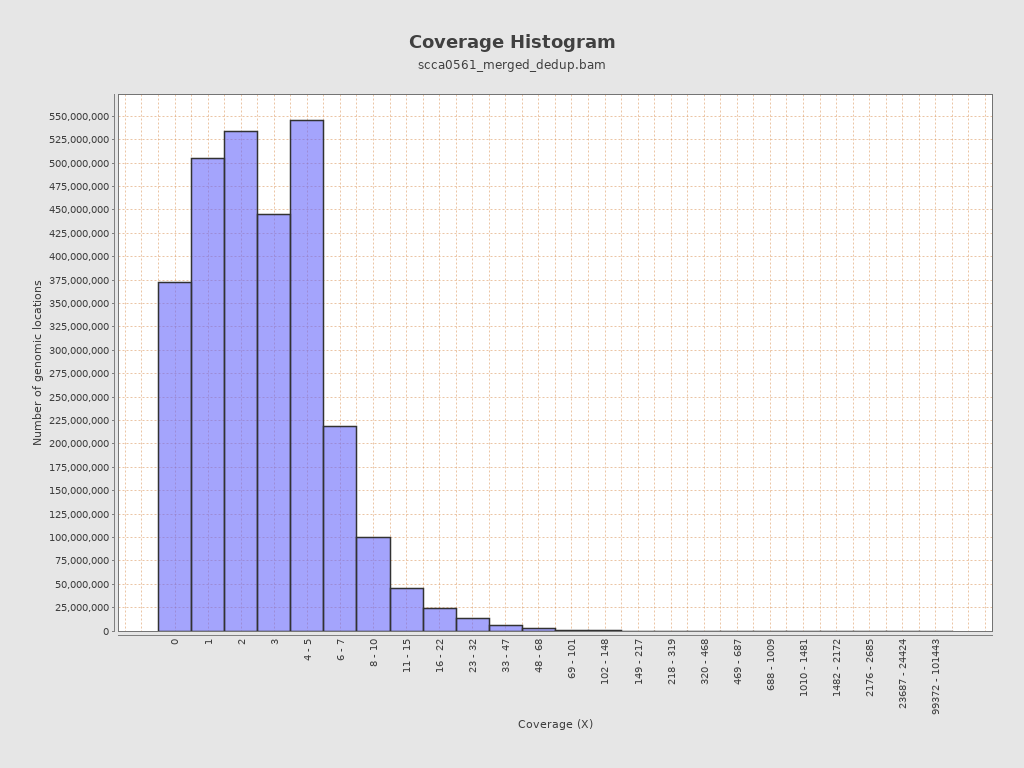 Coverage Histogram
scca0561_merged_dedup.bam
Number of genomic locations
550,000,000
525,000,000
500,000,000
475,000,000
450,000,000
425,000,000
400,000,000
375,000,000
350,000,000
325,000,000
300,000,000
275,000,000
250,000,000
225,000,000
200,000,000
175,000,000
150,000,000
125,000,000
100,000,000
75,000,000
50,000,000
25,000,000
0
0
1
2
3
4 - 5
6 - 7
8 - 10
11 - 15
16 - 22
23 - 32
33 - 47
48 - 68
69 - 101
102 - 148
149 - 217
218 - 319
320 - 468
469 - 687
688 - 1009
1010 - 1481
1482 - 2172
2176 - 2685
23687 - 24424
99372 - 101443
Coverage (X)